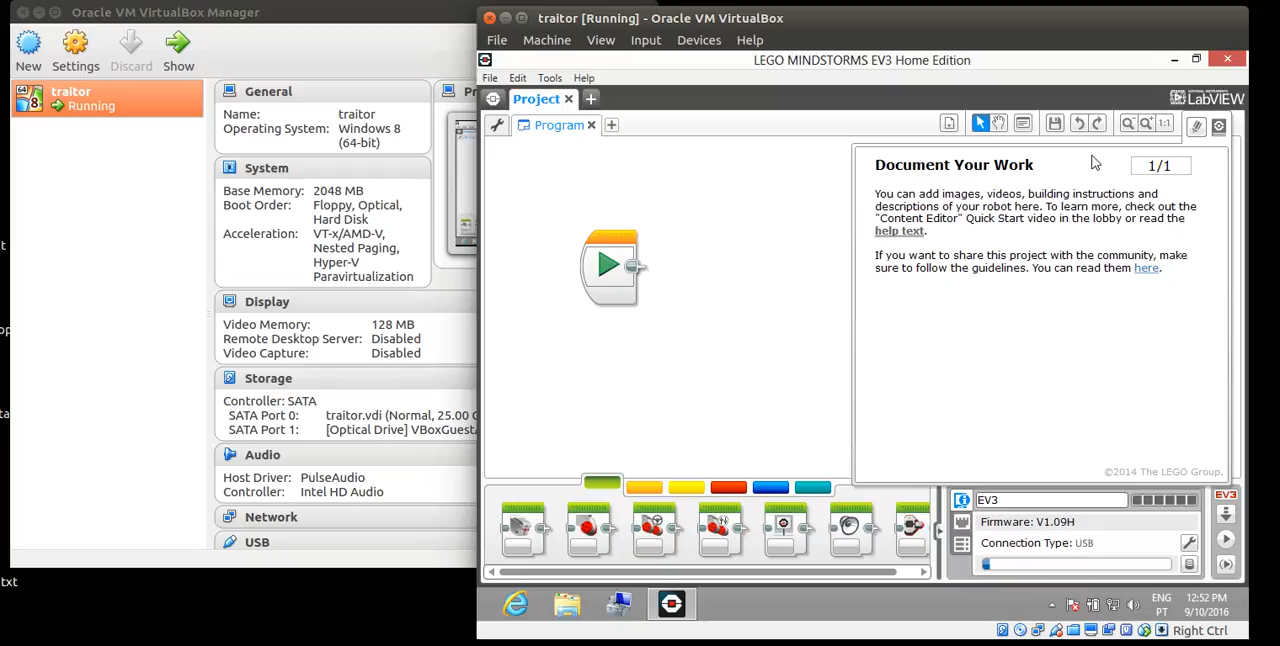 Oracle VM VirtualBox Manager
New
Settings
Discard
Show
traitor
Running
General
Name: traitor
Operating System: Windows 8
(64-bit)
System
Base Memory: 2048 MB
Boot Order: Floppy, Optical,
Hard Disk
Acceleration: VT-x/AMD-V,
Nested Paging,
Hyper-V
Paravirtualization
Display
Video Memory: 128 MB
Remote Desktop Server: Disabled
Video Capture: Disabled
Storage
Controller: SATA
SATA Port 0: traitor.vdi (Normal, 25.00
SATA Port 1: [Optical Drive] VBoxGuest
Audio
Host Driver: PulseAudio
Controller: Intel HD Audio
Network
USB
txt
traitor [Running] - Oracle VM VirtualBox
File Machine View Input Devices Help
LEGO MINDSTORMS EV3 Home Edition
File Edit Tools Help
Project
LabVIEW
Program
1:1
Document Your Work
1/1
You can add images, videos, building instructions and
descriptions of your robot here. To learn more, check out the
"Content Editor" Quick Start video in the lobby or read the
help text.
If you want to share this project with the community, make
sure to follow the guidelines. You can read them here.
©2014 The LEGO Group.
EV3
EV3
Firmware: V1.09H
Connection Type: USB
ENG
PT
12:52 PM
9/10/2016
Right Ctrl